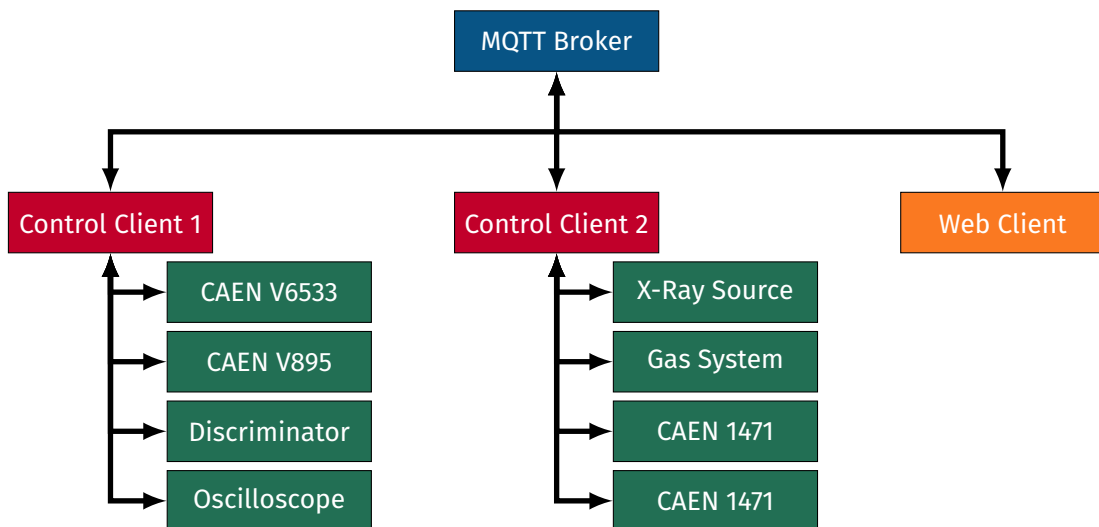 MQTT Broker
Control Client 1
Control Client 2
Web Client
CAEN V6533
CAEN V895
Discriminator
Oscilloscope
X-Ray Source
Gas System
CAEN 1471
CAEN 1471